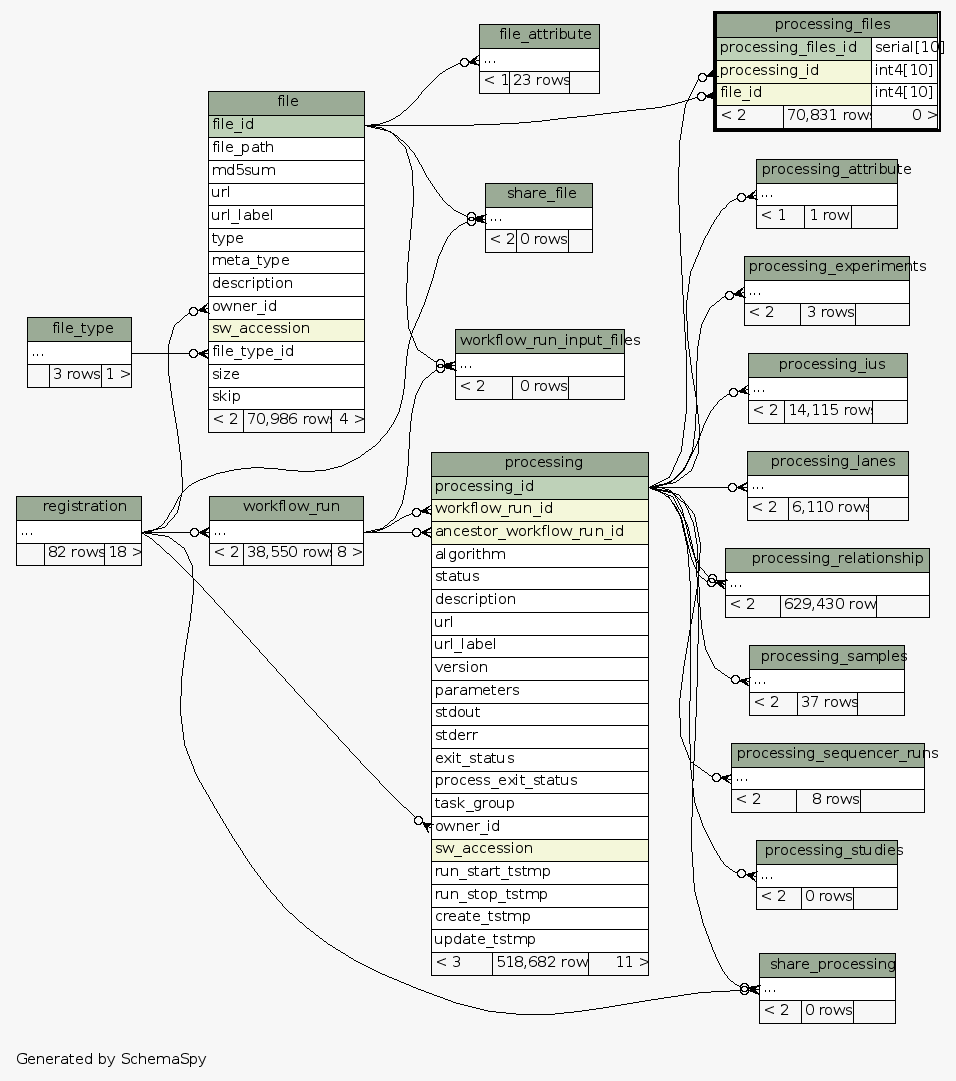 file_attribute
...
< 1 23 rows
processing_files
processing_files_id serial[10]
processing_id int4[10]
file_id int4[10]
< 2 70,831 rows 0 >
file
file_id
file_path
md5sum
url
url_label
type
meta_type
description
owner_id
sw_accession
file_type_id
size
skip
< 2 70,986 rows 4 >
share_file
...
< 2 0 rows
processing_attribute
...
< 1 1 row
processing_experiments
...
< 2 3 rows
file_type
...
3 rows 1 >
workflow_run_input_files
...
< 2 0 rows
processing_ius
...
< 2 14,115 rows
processing_lanes
...
< 2 6,110 rows
registration
...
82 rows 18 >
workflow_run
...
< 2 38,550 rows 8 >
processing
processing_id
workflow_run_id
ancestor_workflow_run_id
algorithm
status
description
url
url_label
version
parameters
stdout
stderr
exit_status
process_exit_status
task_group
owner_id
sw_accession
run_start_tstmp
run_stop_tstmp
create_tstmp
update_tstmp
< 3 518,682 row 11 >
processing_relationship
...
< 2 629,430 row
processing_samples
...
< 2 37 rows
processing_sequencer_runs
...
< 2 8 rows
processing_studies
...
< 2 0 rows
share_processing
...
< 2 0 rows
Generated by SchemaSpy